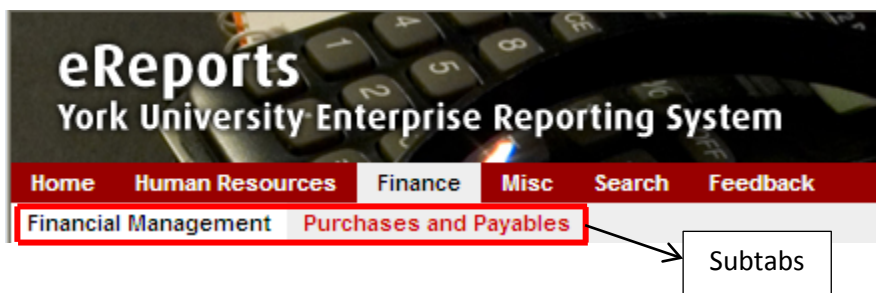 eReports
York University Enterprise Reporting System
Home Human Resources Finance Misc Search Feedback
Financial Management Purchases and Payables
Subtabs